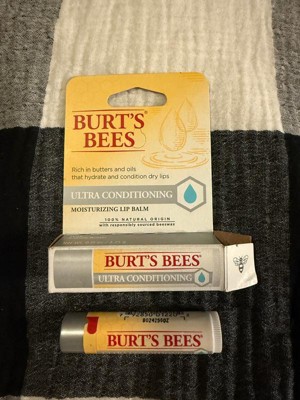 BURT'S
BEES
Rich in butters and oils
that hydrate and condition dry lips
ULTRA CONDITIONING
MOISTURIZING LIP BALM
100% NATURAL ORIGIN
with responsibly sourced beeswax
BURT'S BEES
ULTRA CONDITIONING
BURT'S BEES